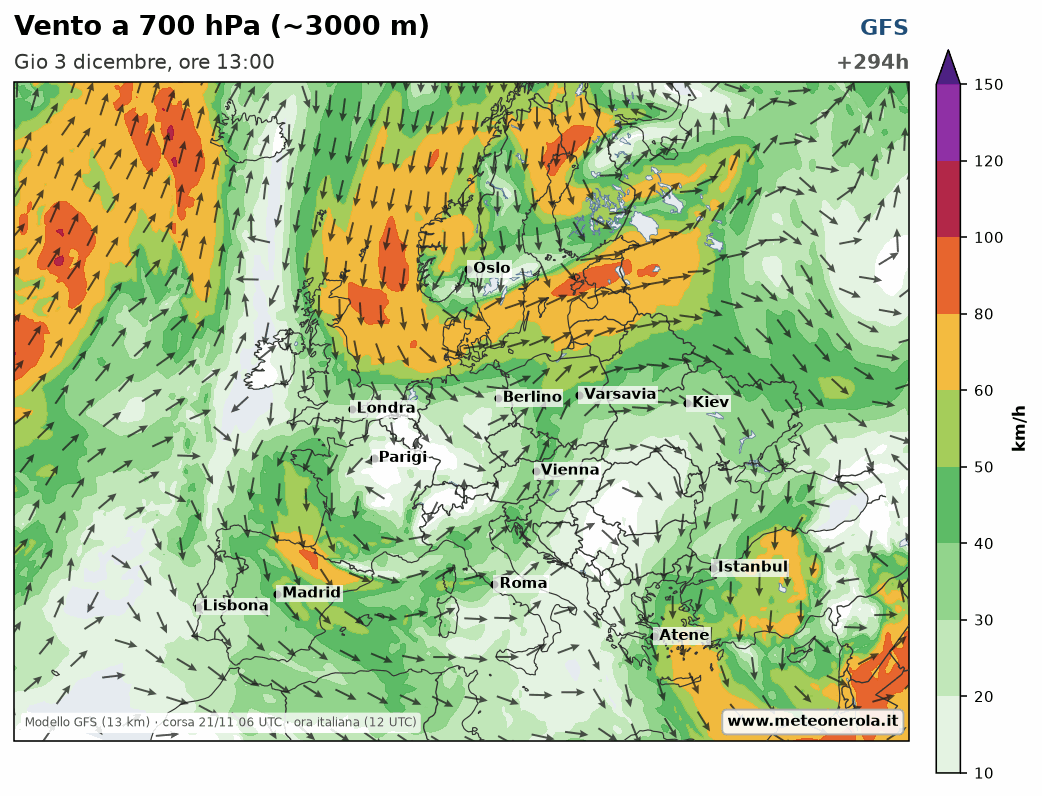 Vento a 700 hPa (~3000 m)
GFS
Gio 3 dicembre, ore 13:00
+294h
150
120
100
80
60
50
40
30
20
10
km/h
Oslo
Londra
Berlino
Varsavia
Kiev
Parigi
Vienna
Istanbul
Roma
Madrid
Lisbona
Atene
Modello GFS (13 km) · corsa 21/11 06 UTC · ora italiana (12 UTC)
www.meteonerola.it